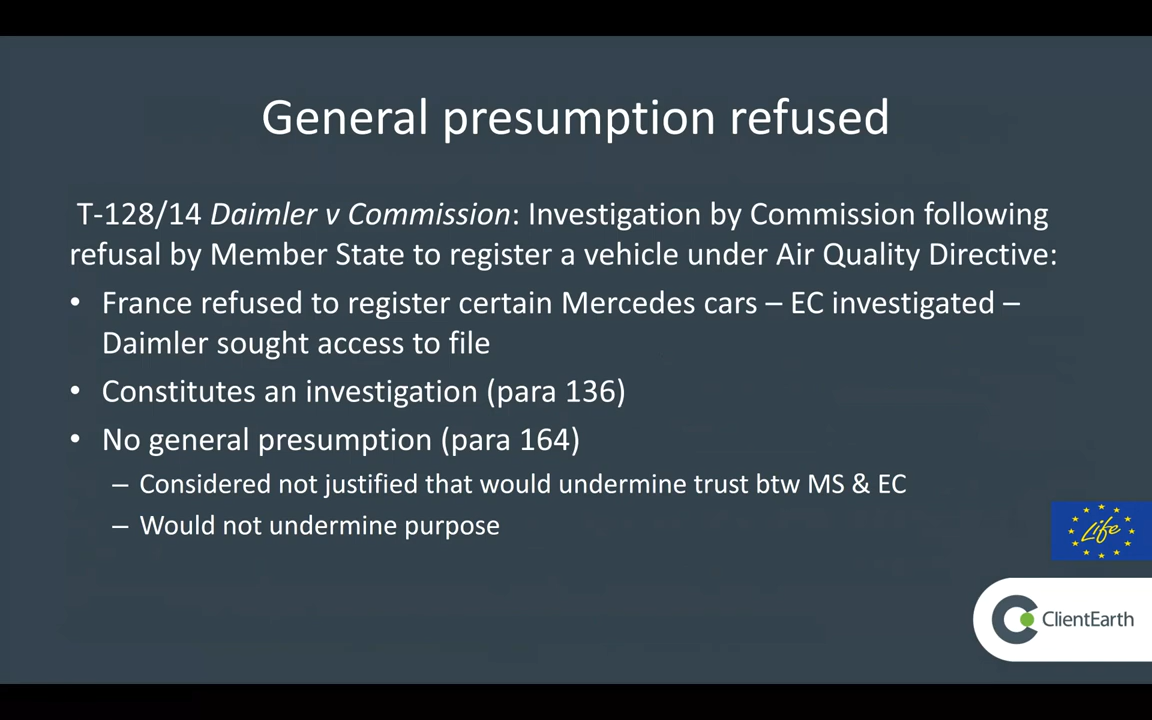 General presumption refused
T-128/14 Daimler v Commission: Investigation by Commission following
refusal by Member State to register a vehicle under Air Quality Directive:
• France refused to register certain Mercedes cars – EC investigated –
Daimler sought access to file
• Constitutes an investigation (para 136)
• No general presumption (para 164)
– Considered not justified that would undermine trust btw MS & EC
– Would not undermine purpose
Life
ClientEarth